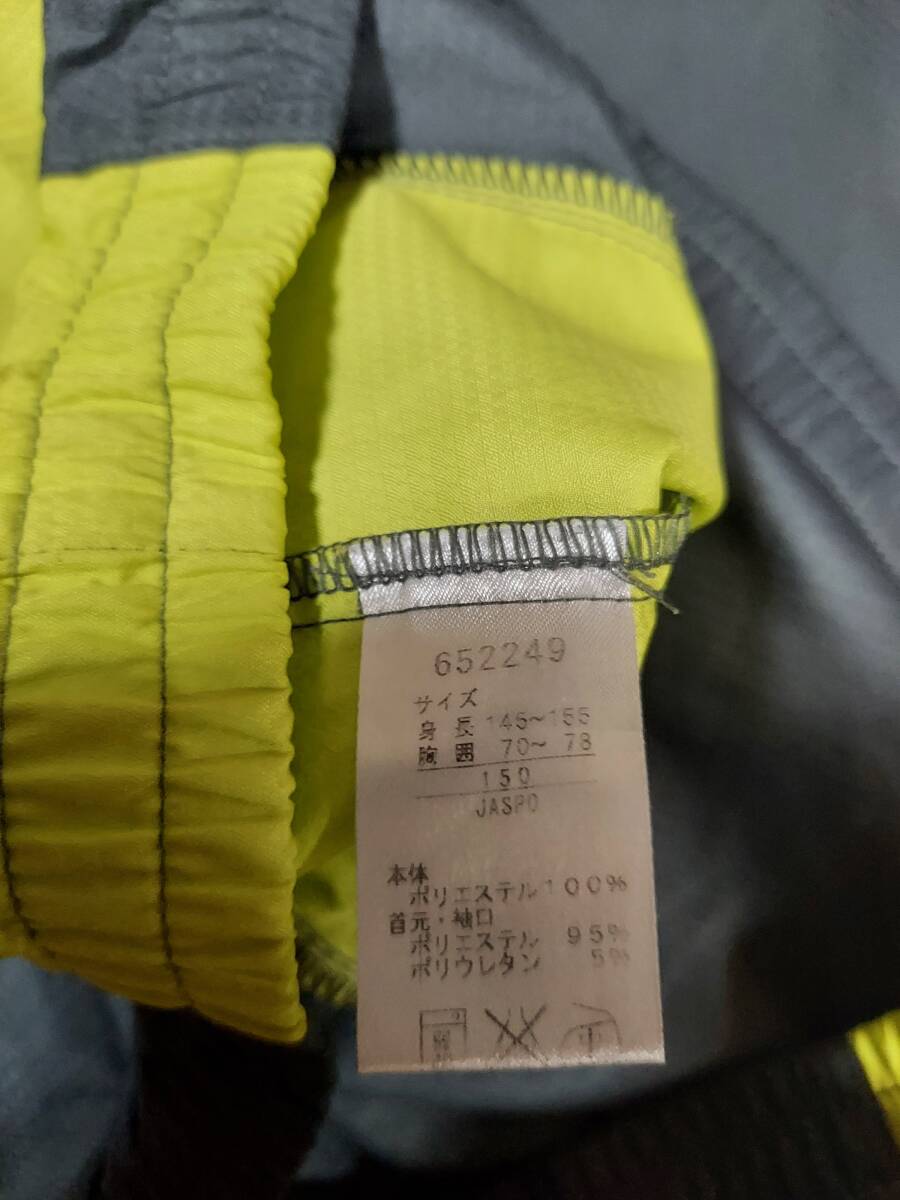 652249
サイズ
身長 145~155
胸囲 70~ 78
150
JASPO
本体
ポリエステル100%
首元・袖口
ポリエステル 95%
ポリウレタン 5%